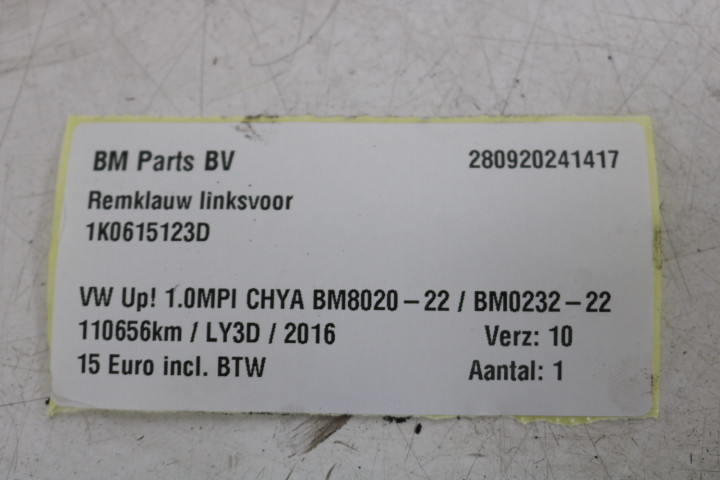 BM Parts BV 280920241417
Remklauw linksvoor
1K0615123D
VW Up! 1.0MPI CHYA BM8020-22 / BM0232-22
110656km / LY3D / 2016 Verz: 10
15 Euro incl. BTW Aantal: 1